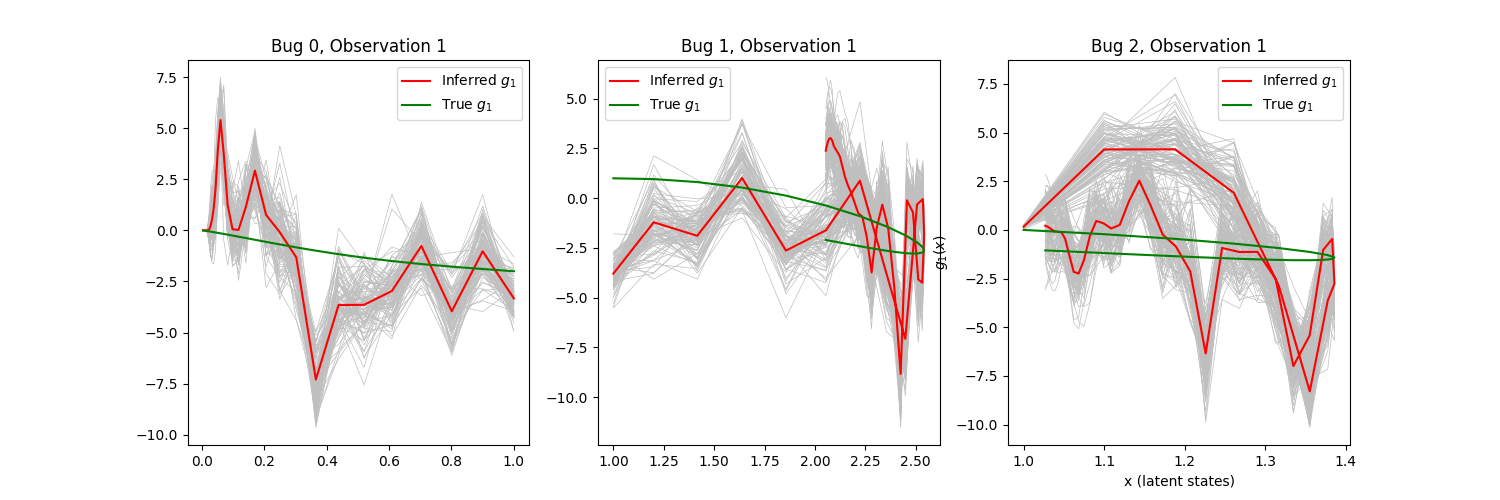 Bug 0, Observation 1
7.5
5.0
2.5
0.0
−2.5
−5.0
−7.5
−10.0
0.0 0.2 0.4 0.6 0.8 1.0
Inferred g₁
True g₁
Bug 1, Observation 1
5.0
2.5
0.0
−2.5
−5.0
−7.5
−10.0
1.00 1.25 1.50 1.75 2.00 2.25 2.50
Inferred g₁
True g₁
Bug 2, Observation 1
g₁(x)
7.5
5.0
2.5
0.0
−2.5
−5.0
−7.5
−10.0
1.0 1.1 1.2 1.3 1.4
x (latent states)
Inferred g₁
True g₁